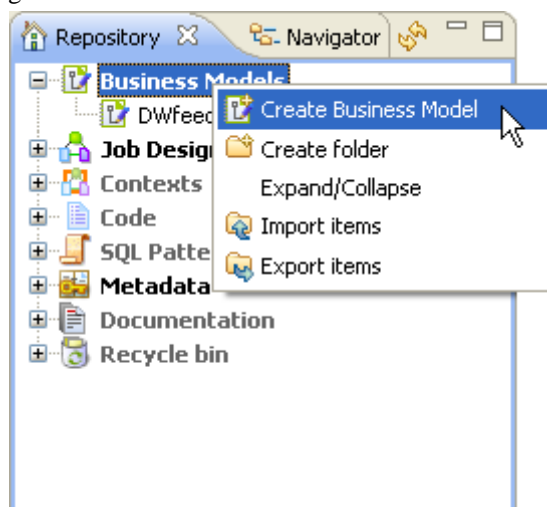 Repository Navigator
Business Models
DWfeed
Create Business Model
Job Desig
Create folder
Contexts
Expand/Collapse
Code
Import items
SQL Patte
Export items
Metadata
Documentation
Recycle bin